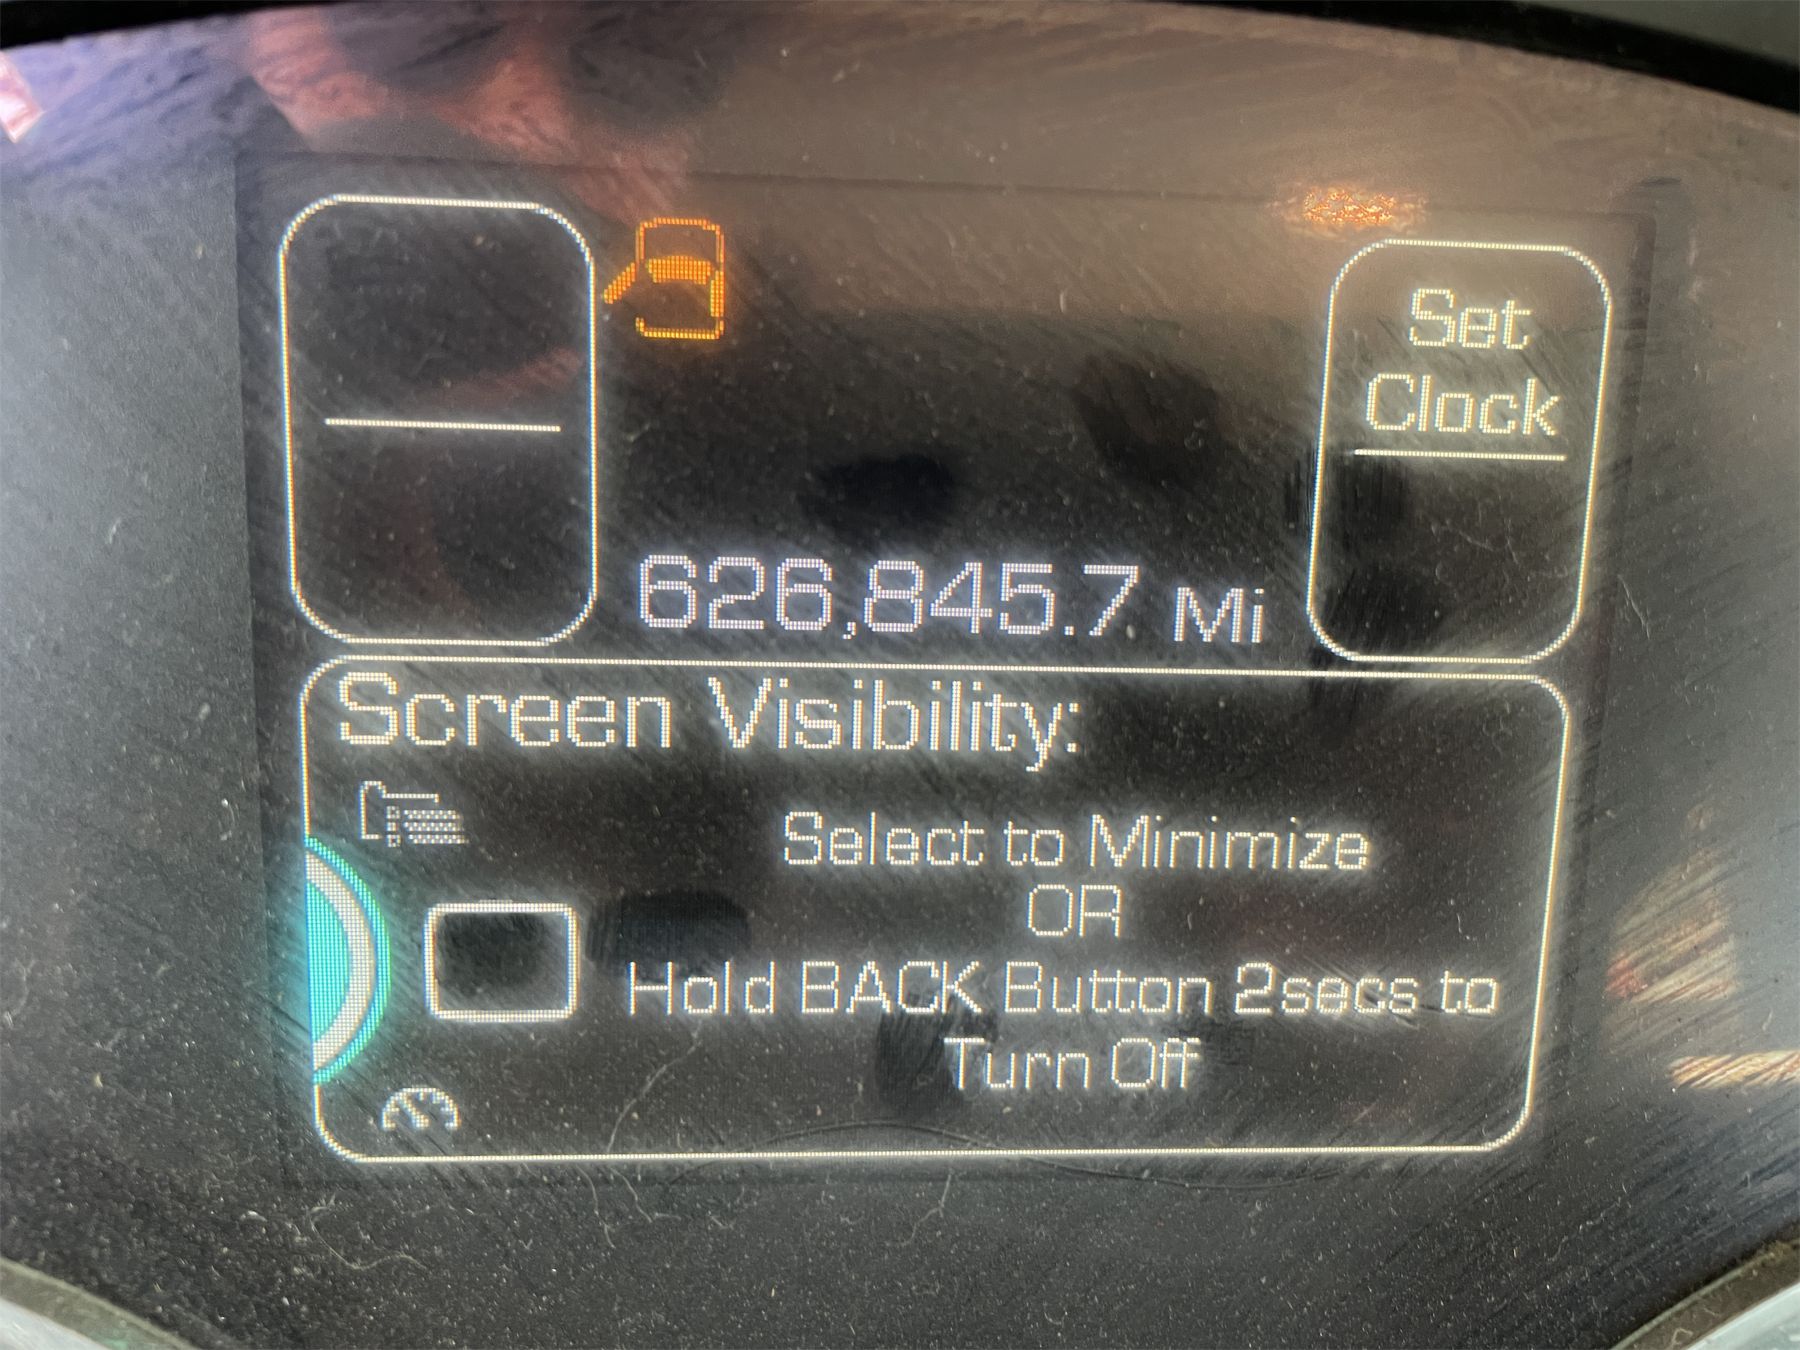 Set
Clock
626,845.7 Mi
Screen Visibility:
Select to Minimize
OR
Hold BACK Button 2secs to
Turn Off